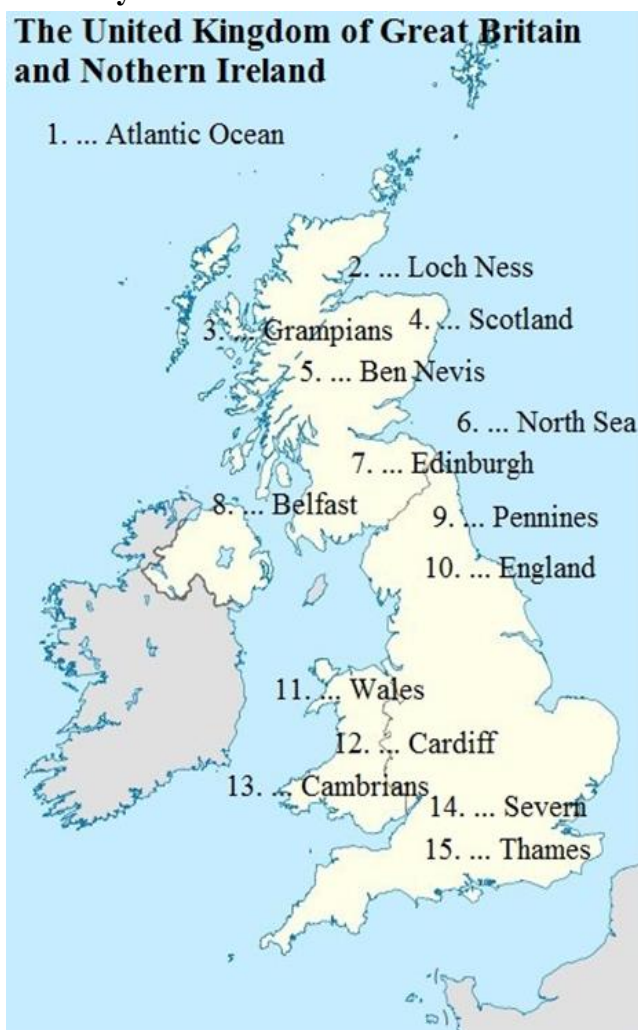 The United Kingdom of Great Britain
and Nothern Ireland
1. ... Atlantic Ocean
2. ... Loch Ness
3. ... Grampians
4. ... Scotland
5. ... Ben Nevis
6. ... North Sea
7. ... Edinburgh
8. ... Belfast
9. ... Pennines
10. ... England
11. ... Wales
12. ... Cardiff
13. ... Cambrians
14. ... Severn
15. ... Thames